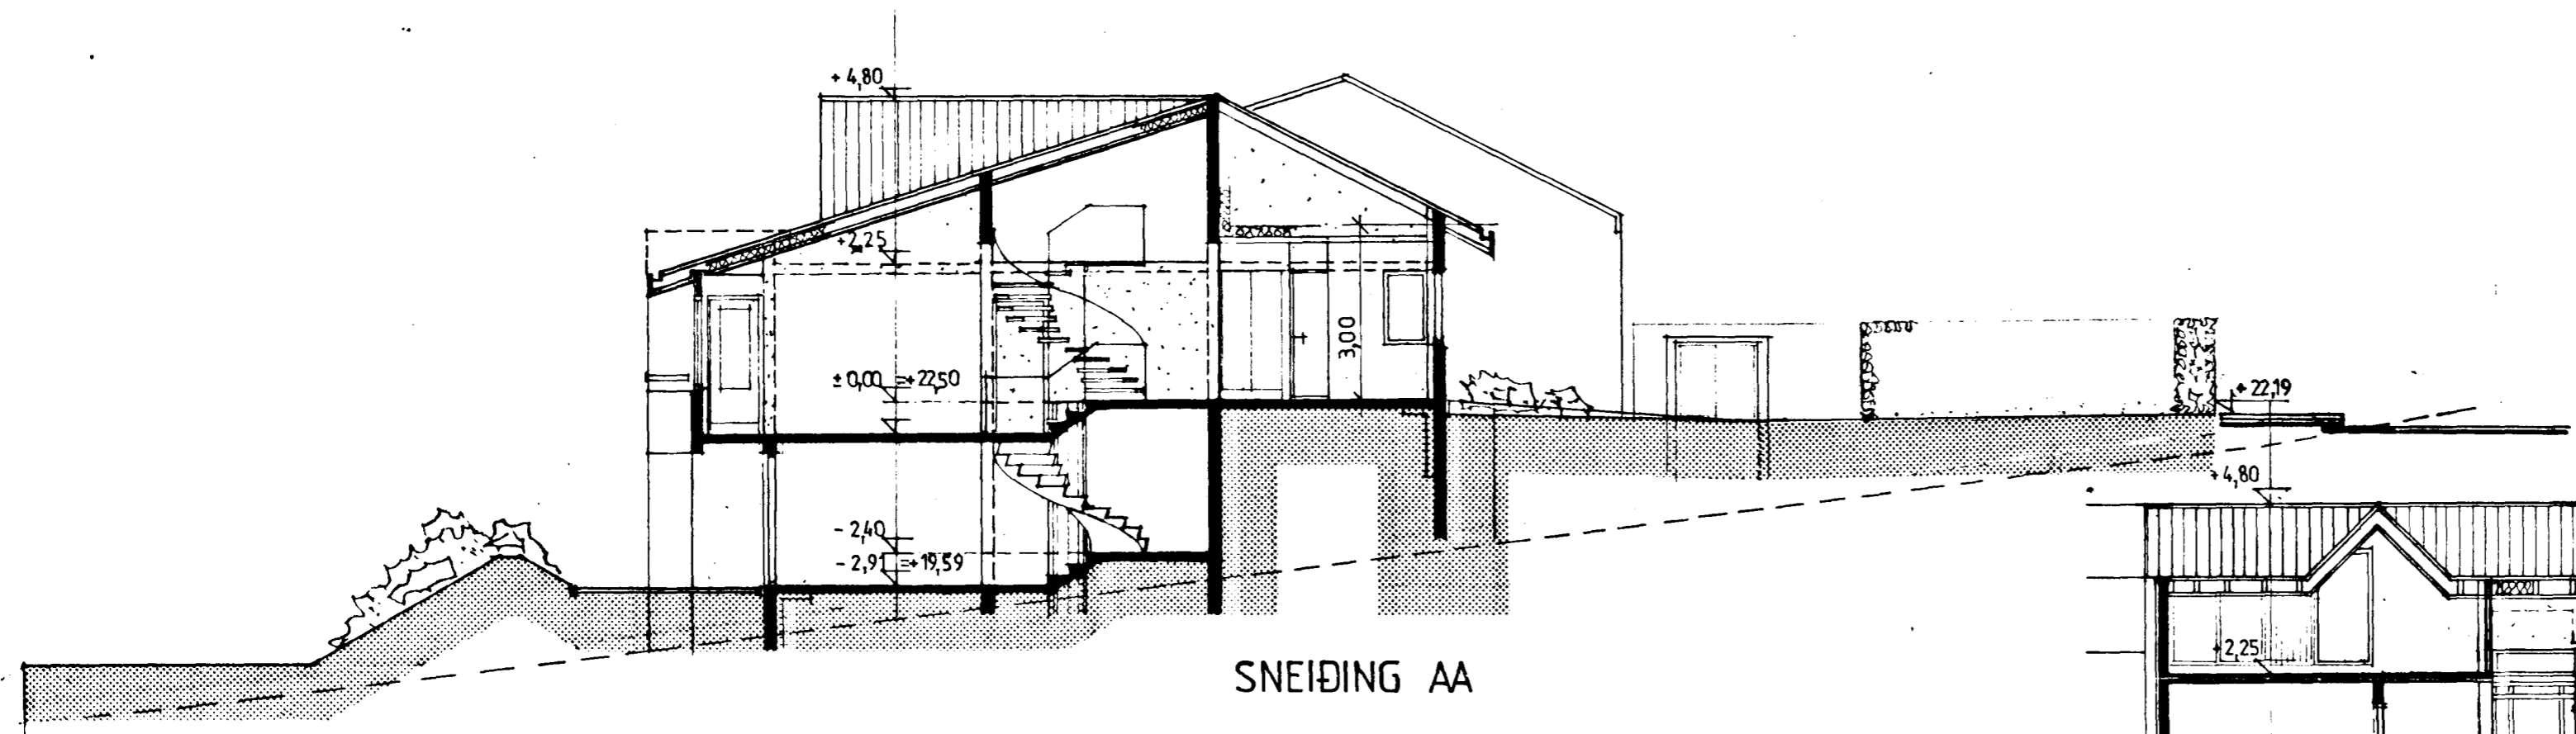 + 4,80
+2,25
± 0,00 = +22,50
3,00
+ 22,19
- 2,40
- 2,91 = +19,59
+4,80
+2,25
SNEIÐING AA